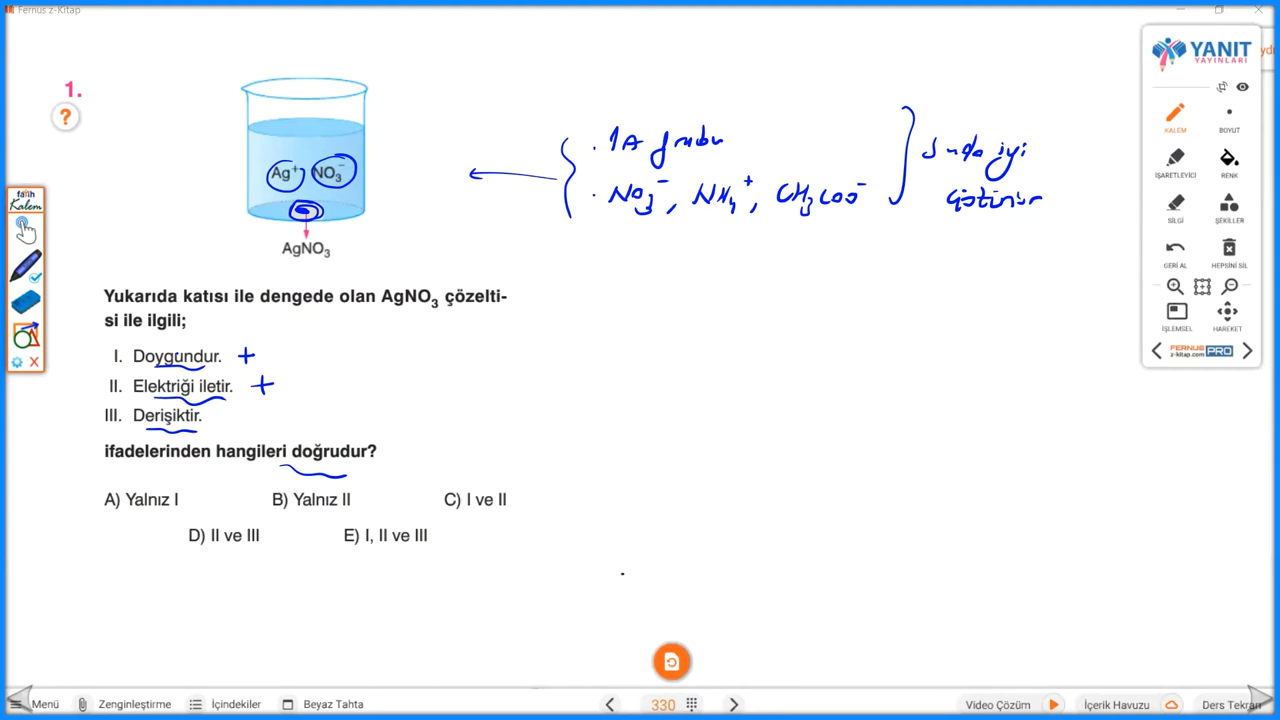 Fernus z-Kitap
1.
?
Ag⁺ NO₃⁻
AgNO₃
. 1A grubu
. NO₃⁻, NH₄⁺, CH₃COO⁻
suda iyi
çözünür
Yukarıda katısı ile dengede olan AgNO₃ çözelti-
si ile ilgili;
I. Doygundur. +
II. Elektriği iletir. +
III. Derişiktir.
ifadelerinden hangileri doğrudur?
A) Yalnız I B) Yalnız II C) I ve II
D) II ve III E) I, II ve III
fatih
Kalem
YANIT
YAYINLARI
KALEM BOYUT
İŞARETLEYİCİ RENK
SİLGİ ŞEKİLLER
GERİ AL HEPSİNİ SİL
İŞLEMSEL HAREKET
FERNUS
z-kitap.com PRO
Menü Zenginleştirme İçindekiler Beyaz Tahta 330 Video Çözüm İçerik Havuzu Ders Tekrarı